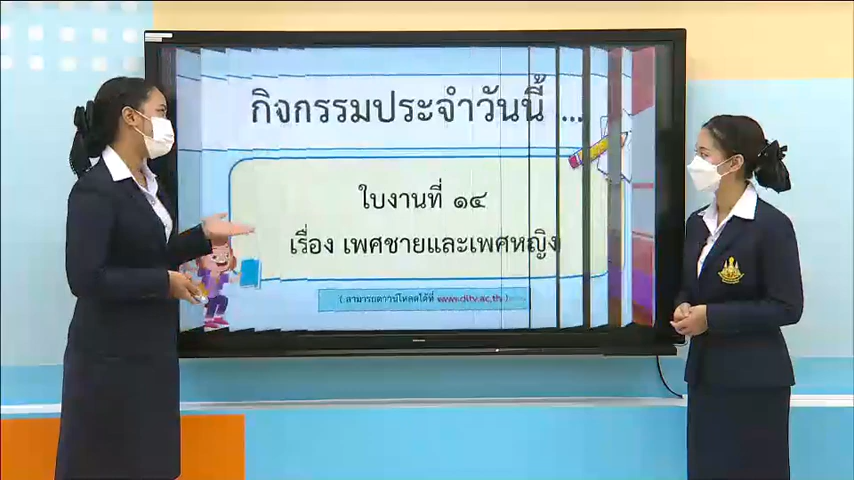 กิจกรรมประจำวันนี้ ...
ใบงานที่ ๑๔
เรื่อง เพศชายและเพศหญิง
( สามารถดาวน์โหลดได้ที่ www.dltv.ac.th )